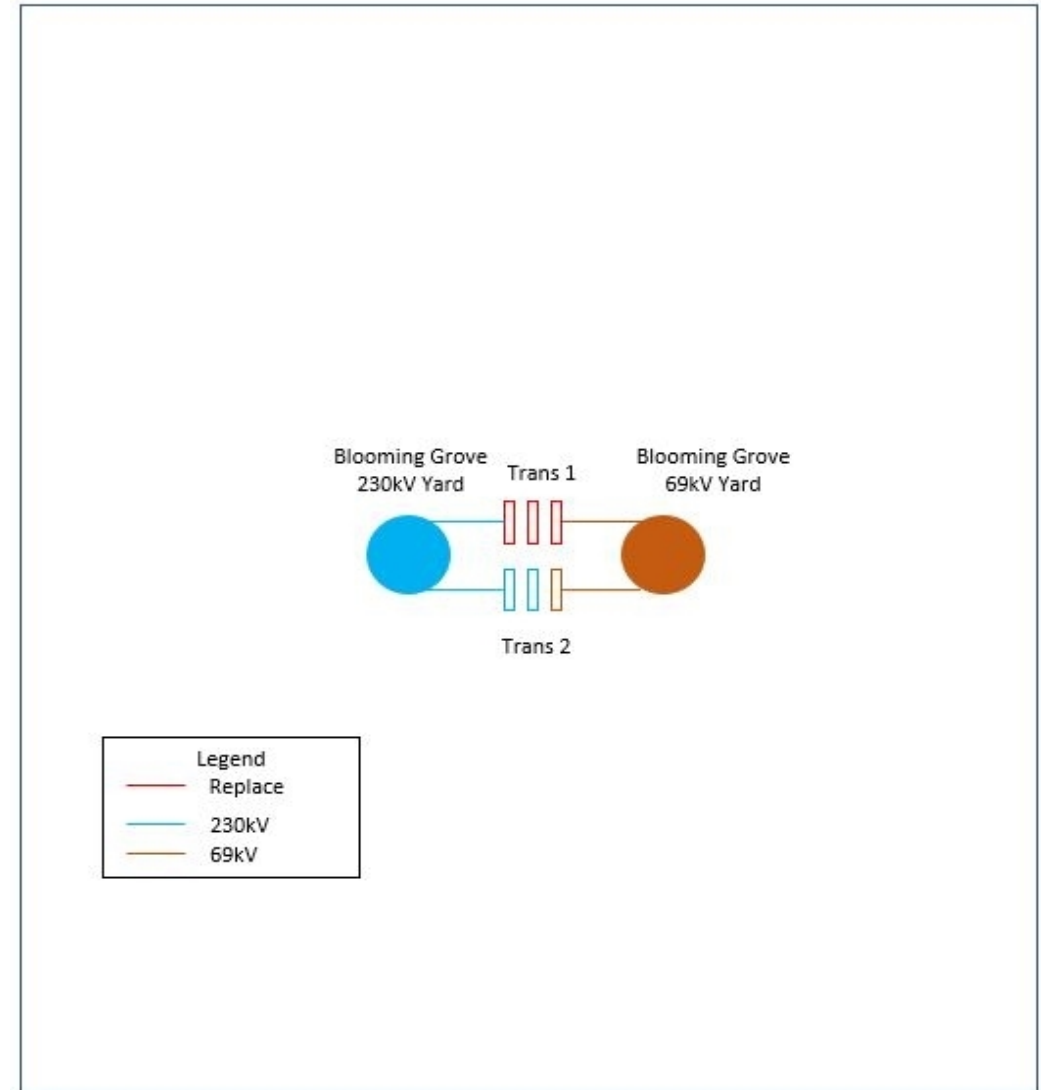 Blooming Grove
230kV Yard
Trans 1
Blooming Grove
69kV Yard
Trans 2
Legend
Replace
230kV
69kV